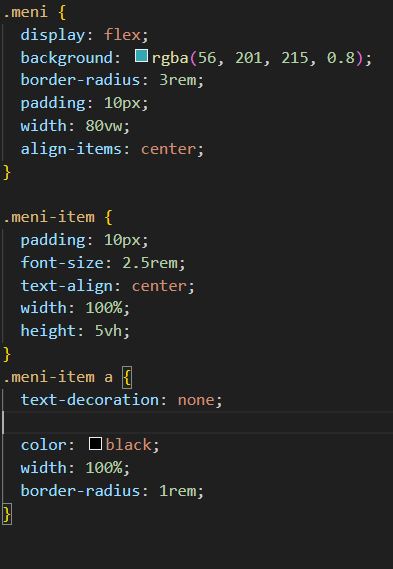 .meni {
  display: flex;
  background: rgba(56, 201, 215, 0.8);
  border-radius: 3rem;
  padding: 10px;
  width: 80vw;
  align-items: center;
}

.meni-item {
  padding: 10px;
  font-size: 2.5rem;
  text-align: center;
  width: 100%;
  height: 5vh;
}
.meni-item a {
  text-decoration: none;

  color: black;
  width: 100%;
  border-radius: 1rem;
}